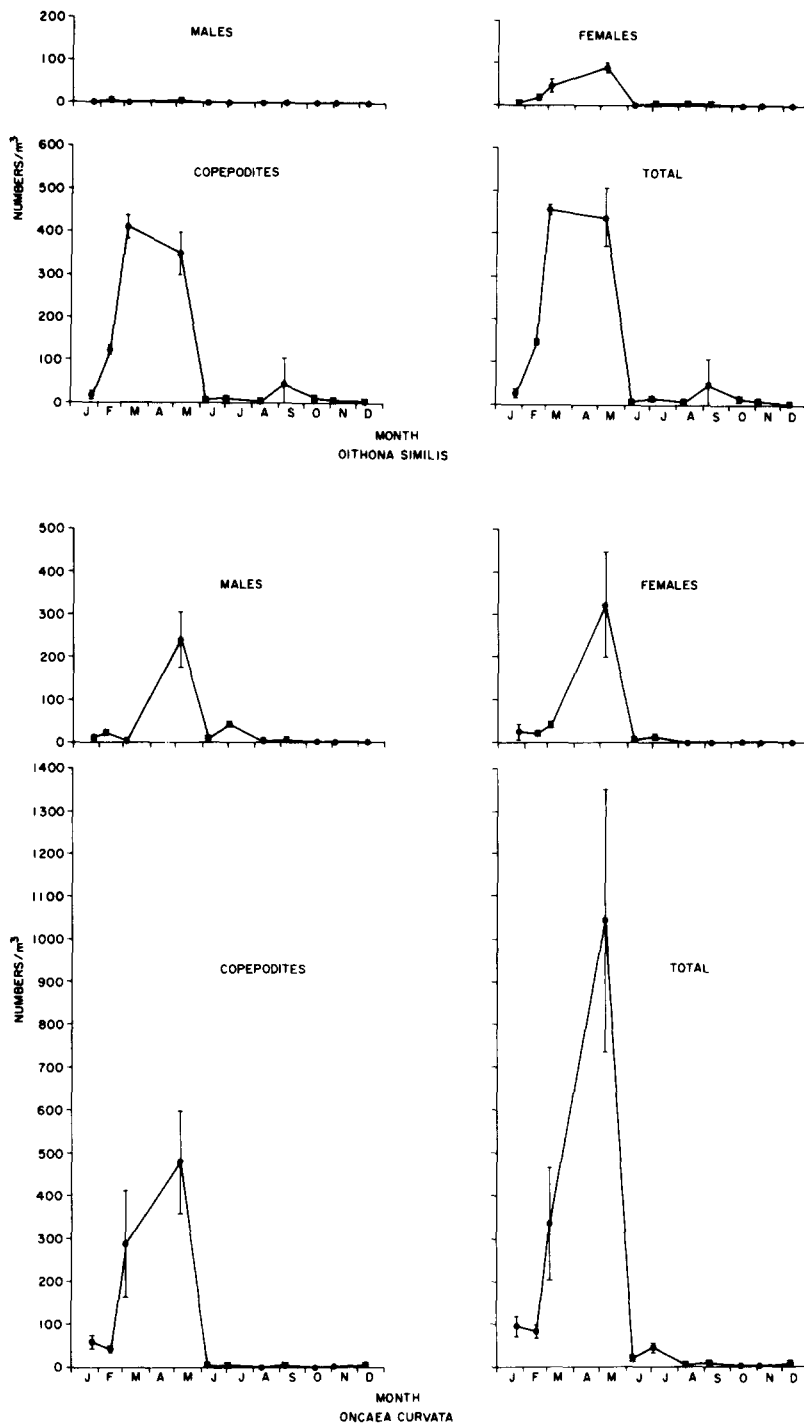 MALES
200
100
0
FEMALES
NUMBERS/m³
COPEPODITES
600
500
400
300
200
100
0
TOTAL
J F M A M J J A S O N D
J F M A M J J A S O N D
MONTH
OITHONA SIMILIS
MALES
500
400
300
200
100
0
FEMALES
NUMBERS/m³
COPEPODITES
1400
1300
1200
1100
1000
900
800
700
600
500
400
300
200
100
0
TOTAL
J F M A M J J A S O N D
J F M A M J J A S O N D
MONTH
ONCAEA CURVATA